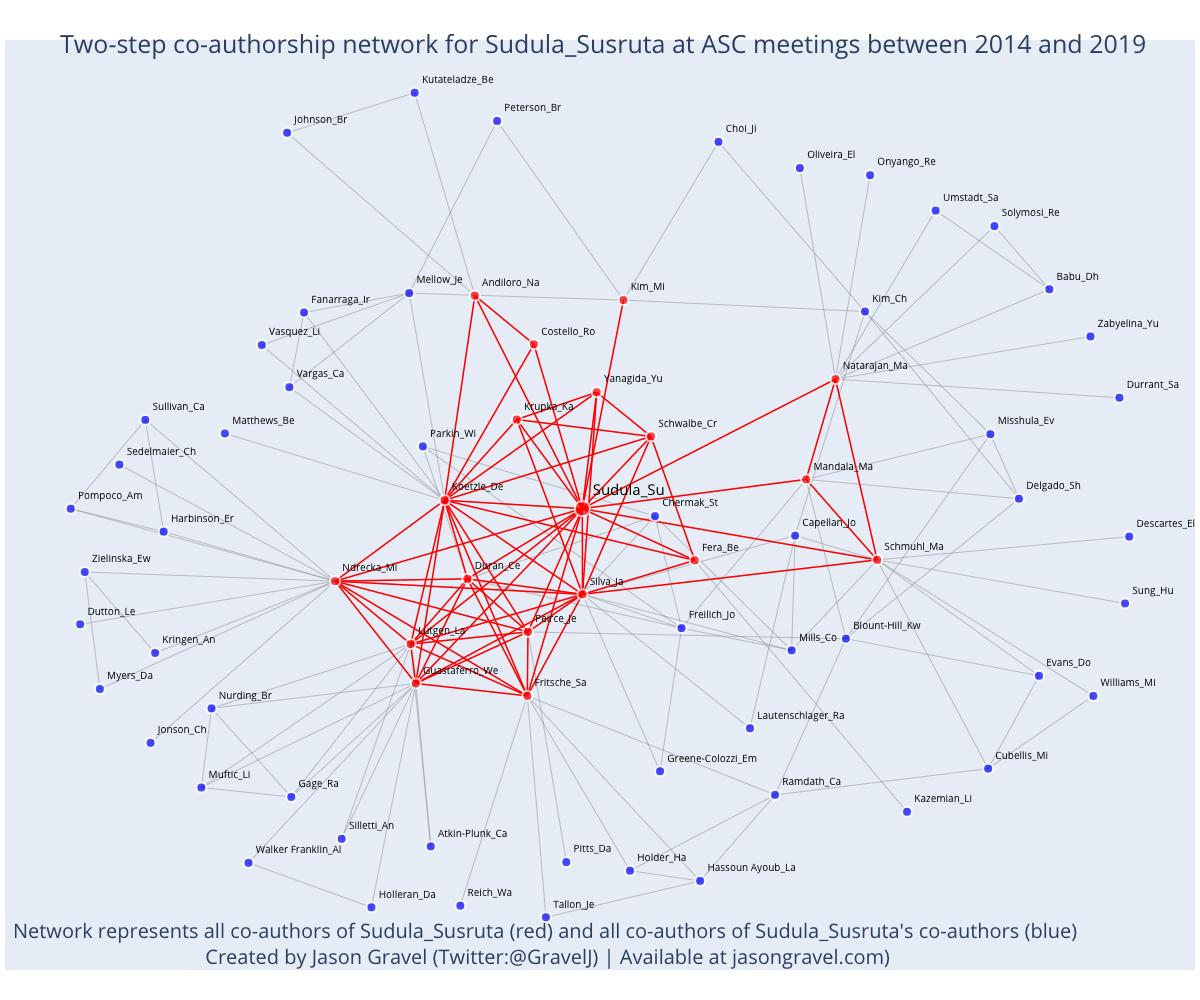 Two-step co-authorship network for Sudula_Susruta at ASC meetings between 2014 and 2019
Kutateladze_Be
Peterson_Br
Johnson_Br
Choi_Ji
Oliveira_El
Onyango_Re
Umstadt_Sa
Solymosi_Re
Babu_Dh
Mellow_Je
Andiloro_Na
Kim_Mi
Fanarraga_Ir
Kim_Ch
Zabyelina_Yu
Vasquez_Li
Costello_Ro
Natarajan_Ma
Vargas_Ca
Yanagida_Yu
Durrant_Sa
Sullivan_Ca
Krupka_Ka
Matthews_Be
Schwalbe_Cr
Misshula_Ev
Parkin_Wi
Sedelmaier_Ch
Mandala_Ma
Koetzle_De
Sudula_Su
Delgado_Sh
Pompoco_Am
Chermak_St
Harbinson_Er
Capellan_Jo
Descartes_El
Schmuhl_Ma
Fera_Be
Zielinska_Ew
Ndrecka_Mi
Duran_Ce
Silva_Ja
Sung_Hu
Dutton_Le
Freilich_Jo
Peirce_Je
Lutgen_La
Blount-Hill_Kw
Kringen_An
Mills_Co
Myers_Da
Guastaferro_We
Evans_Do
Fritsche_Sa
Williams_Mi
Nurding_Br
Lautenschlager_Ra
Jonson_Ch
Greene-Colozzi_Em
Cubellis_Mi
Muftic_Li
Gage_Ra
Ramdath_Ca
Kazemian_Li
Silletti_An
Atkin-Plunk_Ca
Walker Franklin_Al
Pitts_Da
Holder_Ha
Hassoun Ayoub_La
Holleran_Da
Reich_Wa
Tallon_Je
Network represents all co-authors of Sudula_Susruta (red) and all co-authors of Sudula_Susruta's co-authors (blue)
Created by Jason Gravel (Twitter:@GravelJ) | Available at jasongravel.com)